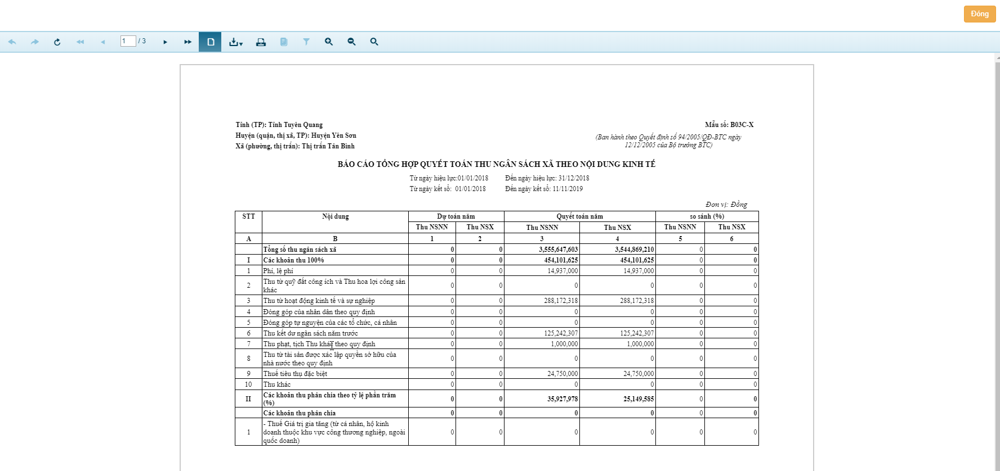 Đóng
1 / 3
Tỉnh (TP): Tỉnh Tuyên Quang
Mẫu số: B03C-X
Huyện (quận, thị xã, TP): Huyện Yên Sơn
(Ban hành theo Quyết định số 94/2005/QĐ-BTC ngày
12/12/2005 của Bộ trưởng BTC)
Xã (phường, thị trấn): Thị trấn Tân Bình
BÁO CÁO TỔNG HỢP QUYẾT TOÁN THU NGÂN SÁCH XÃ THEO NỘI DUNG KINH TẾ
Từ ngày hiệu lực:01/01/2018 Đến ngày hiệu lực: 31/12/2018
Từ ngày kết sổ: 01/01/2018 Đến ngày kết sổ: 11/11/2019
Đơn vị: Đồng
STT Nội dung Dự toán năm Quyết toán năm so sánh (%)
Thu NSNN Thu NSX Thu NSNN Thu NSX Thu NSNN Thu NSX
A B 1 2 3 4 5 6
Tổng số thu ngân sách xã 0 0 3,555,647,603 3,544,869,210 0 0
I Các khoản thu 100% 0 0 454,101,625 454,101,625 0 0
1 Phí, lệ phí 0 0 14,937,000 14,937,000 0 0
2 Thu từ quỹ đất công ích và Thu hoa lợi công sản
khác 0 0 0 0 0 0
3 Thu từ hoạt động kinh tế và sự nghiệp 0 0 288,172,318 288,172,318 0 0
4 Đóng góp của nhân dân theo quy định 0 0 0 0 0 0
5 Đóng góp tự nguyện của các tổ chức, cá nhân 0 0 0 0 0 0
6 Thu kết dư ngân sách năm trước 0 0 125,242,307 125,242,307 0 0
7 Thu phạt, tịch Thu khác theo quy định 0 0 1,000,000 1,000,000 0 0
8 Thu từ tài sản được xác lập quyền sở hữu của
nhà nước theo quy định 0 0 0 0 0 0
9 Thuế tiêu thụ đặc biệt 0 0 24,750,000 24,750,000 0 0
10 Thu khác 0 0 0 0 0 0
II Các khoản thu phân chia theo tỷ lệ phần trăm
(%) 0 0 35,927,978 25,149,585 0 0
Các khoản thu phân chia 0 0 0 0 0 0
1 - Thuế Giá trị gia tăng (từ cá nhân, hộ kinh
doanh thuộc khu vực công thương nghiệp, ngoài
quốc doanh) 0 0 0 0 0 0